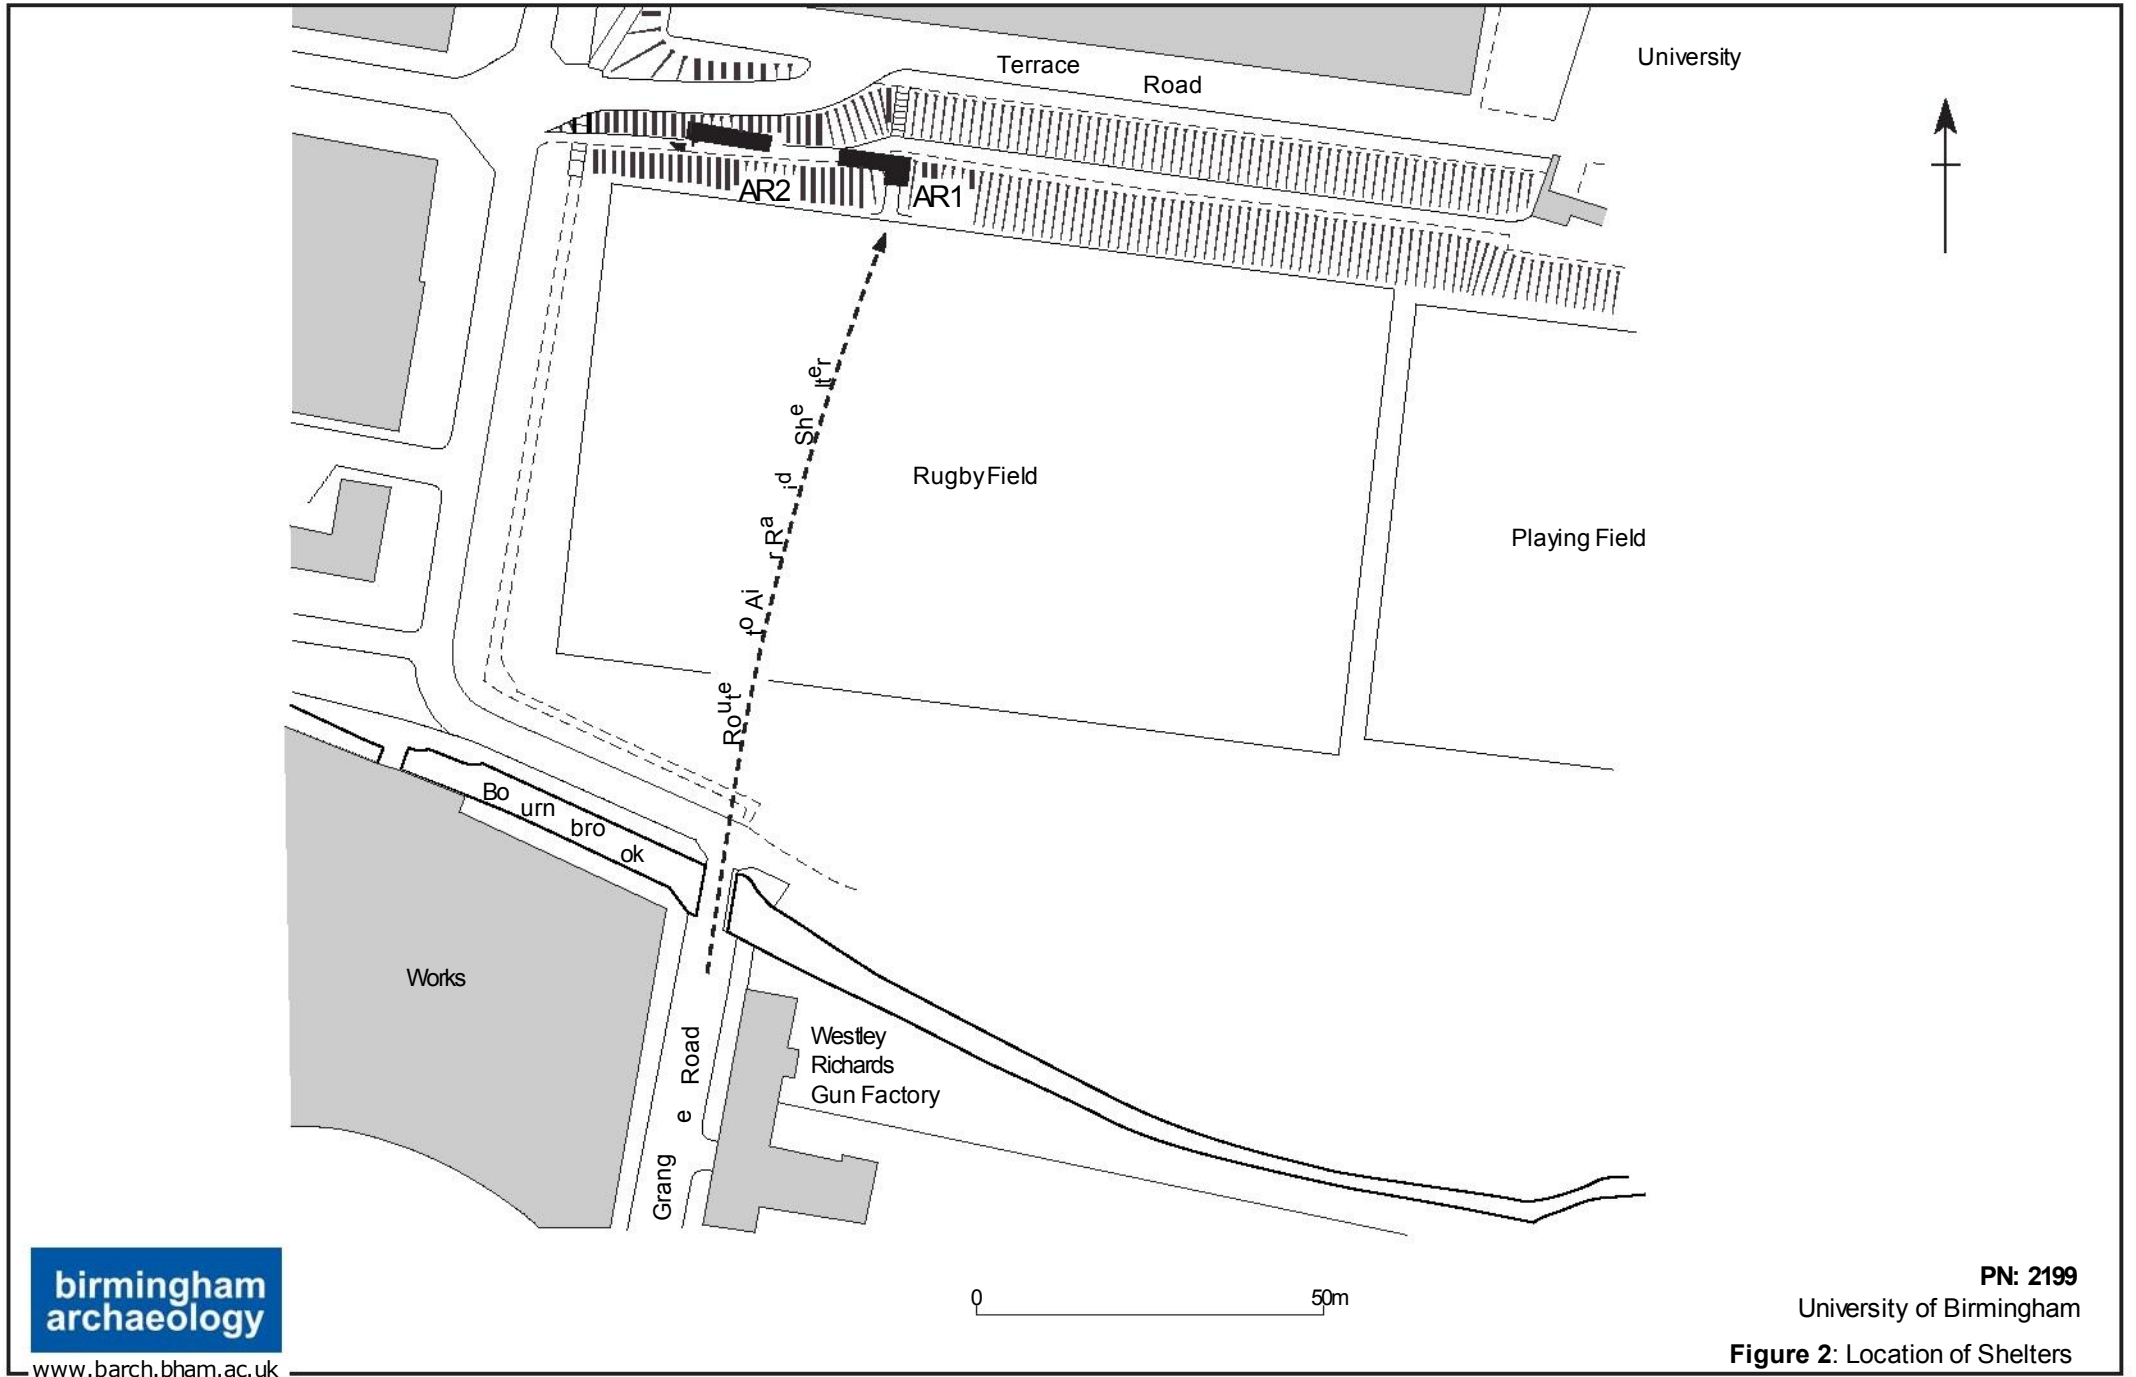 University
Terrace
Road
AR2
AR1
Rugby Field
Playing Field
Route to Air Raid Shelter
Bournbrook
Works
Westley
Richards
Gun Factory
Grange Road
0 50m
birmingham
archaeology
www.barch.bham.ac.uk
PN: 2199
University of Birmingham
Figure 2: Location of Shelters